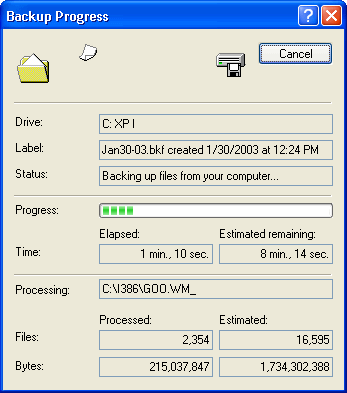 Backup Progress
Cancel
Drive: C: XP I
Label: Jan30-03.bkf created 1/30/2003 at 12:24 PM
Status: Backing up files from your computer...
Progress:
Elapsed: Estimated remaining:
Time: 1 min., 10 sec. 8 min., 14 sec.
Processing: C:\I386\GOO.WM_
Processed: Estimated:
Files: 2,354 16,595
Bytes: 215,037,847 1,734,302,388